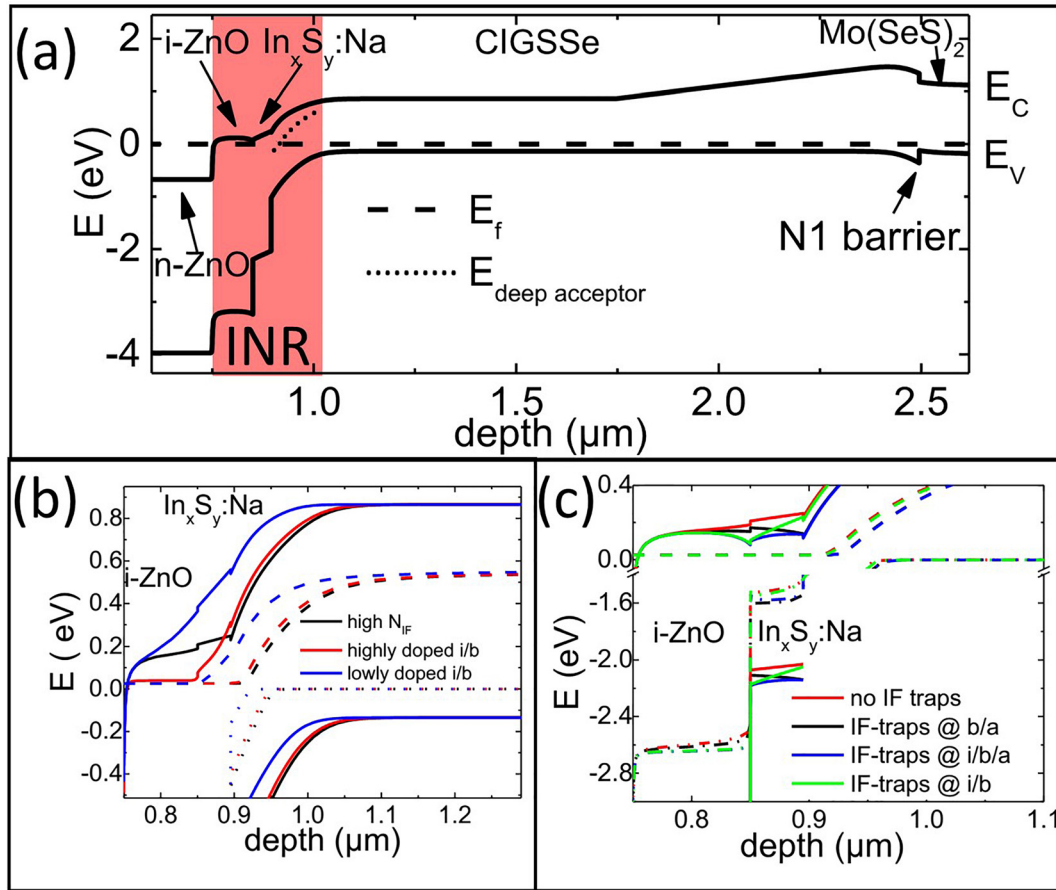 (a)
i-ZnO
InxSy:Na
CIGSSe
Mo(SeS)2
EC
EV
n-ZnO
INR
Ef
Edeep acceptor
N1 barrier
E (eV)
2
0
-2
-4
1.0
1.5
2.0
2.5
depth (µm)
(b)
InxSy:Na
i-ZnO
high NIF
highly doped i/b
lowly doped i/b
E ( eV)
0.8
0.6
0.4
0.2
0.0
-0.2
-0.4
0.8
0.9
1.0
1.1
1.2
depth (µm)
(c)
i-ZnO
InxSy:Na
no IF traps
IF-traps @ b/a
IF-traps @ i/b/a
IF-traps @ i/b
E (eV)
0.4
0.0
-1.6
-2.0
-2.4
-2.8
0.8
0.9
1.0
1.1
depth (µm)